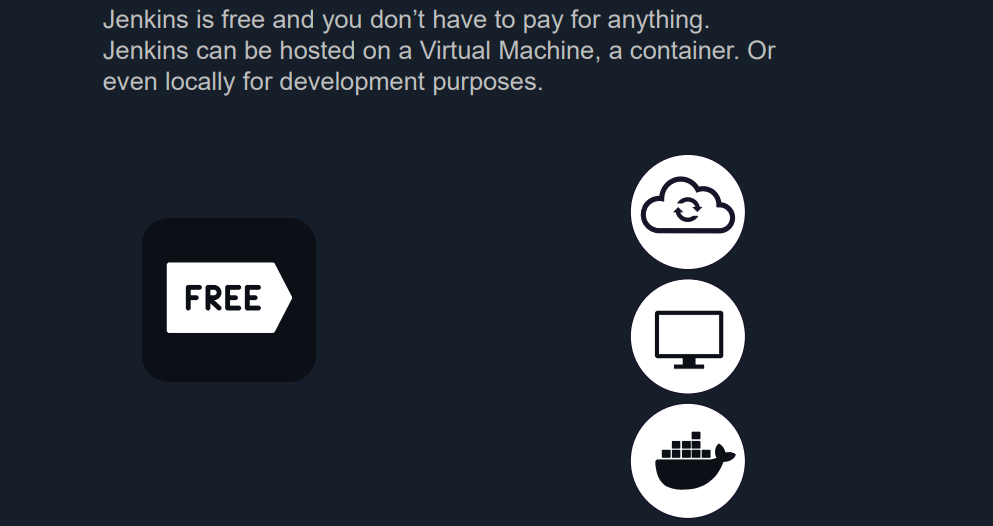 Jenkins is free and you don’t have to pay for anything.
Jenkins can be hosted on a Virtual Machine, a container. Or
even locally for development purposes.
FREE